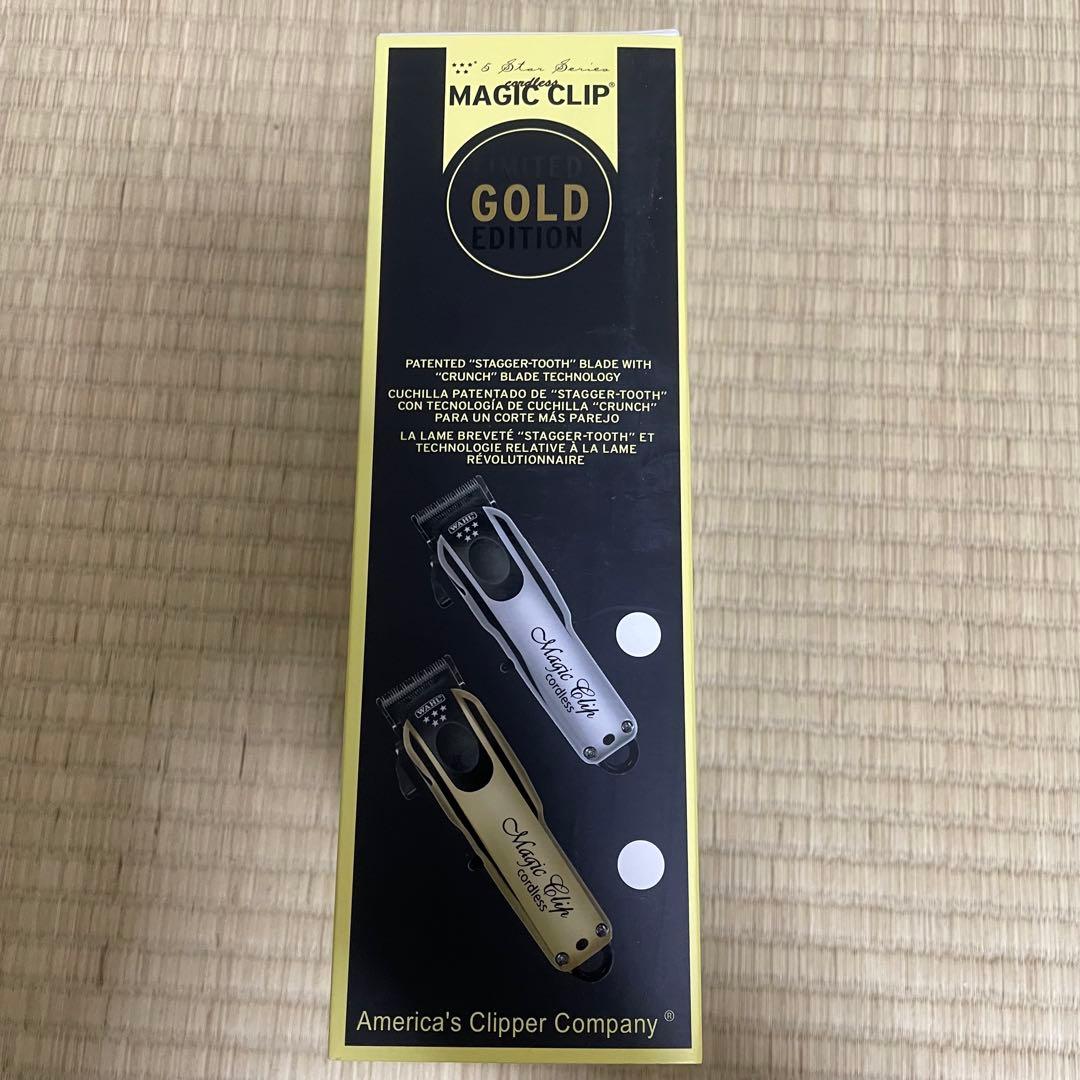 5 Star Series
cordless
MAGIC CLIP®
LIMITED
GOLD
EDITION
PATENTED "STAGGER-TOOTH" BLADE WITH
"CRUNCH" BLADE TECHNOLOGY
CUCHILLA PATENTADO DE "STAGGER-TOOTH"
CON TECNOLOGÍA DE CUCHILLA "CRUNCH"
PARA UN CORTE MÁS PAREJO
LA LAME BREVETÉ "STAGGER-TOOTH" ET
TECHNOLOGIE RELATIVE À LA LAME
RÉVOLUTIONNAIRE
WAHL
Magic Clip
cordless
WAHL
Magic Clip
cordless
America's Clipper Company ®